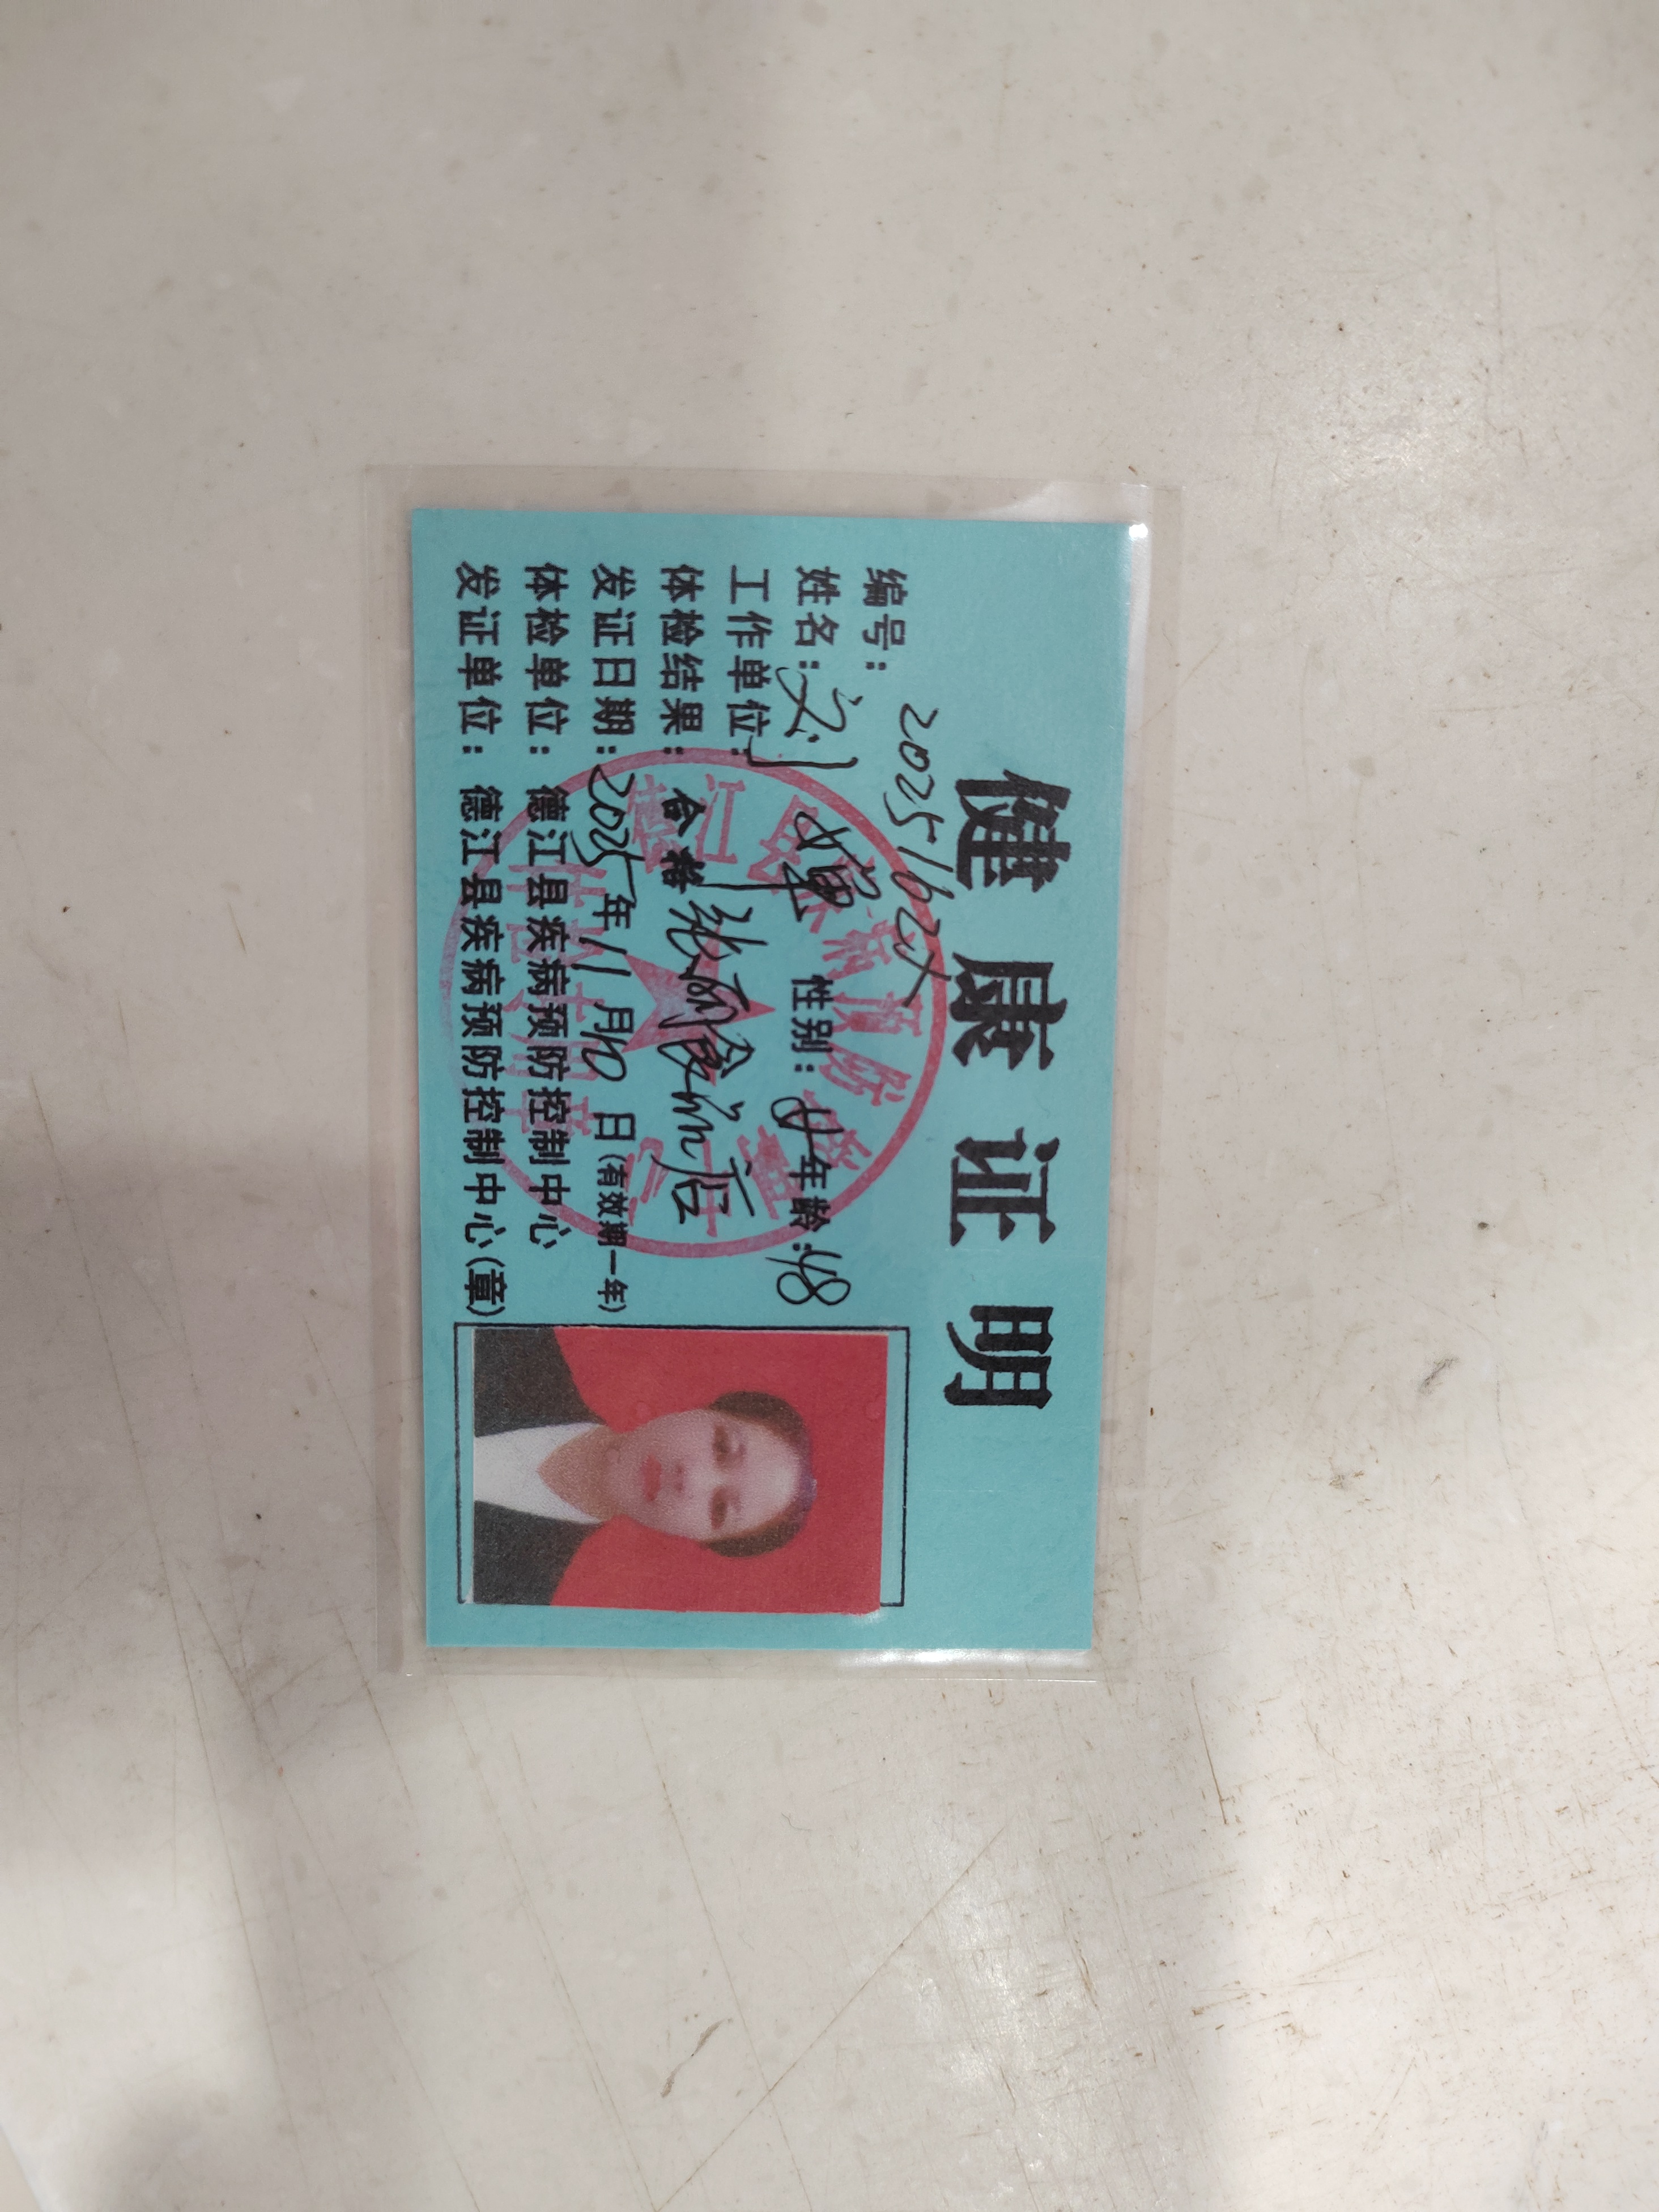 健康证明
编号：20251624
姓名：刘婵 性别：女 年龄：48
工作单位：张
体检结果：合格
发证日期：2025年11月10日（有效期一年）
体检单位：德江县疾病预防控制中心
发证单位：德江县疾病预防控制中心（章）